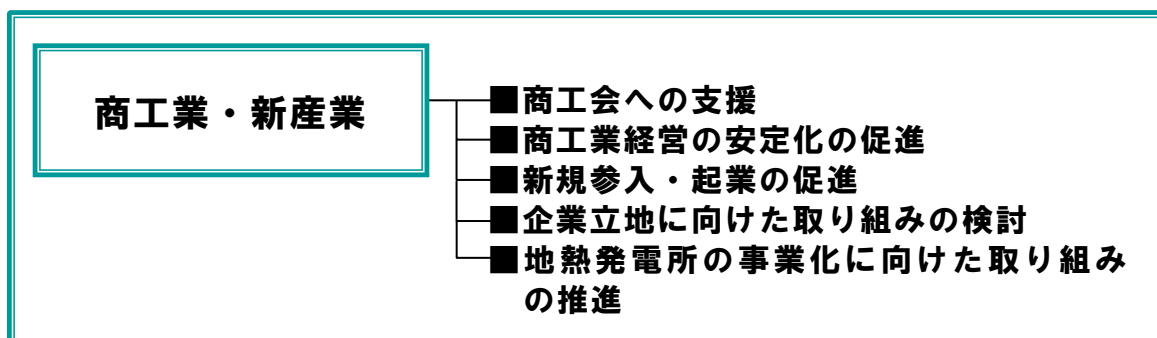 商工業・新産業
■商工会への支援
■商工業経営の安定化の促進
■新規参入・起業の促進
■企業立地に向けた取り組みの検討
■地熱発電所の事業化に向けた取り組み
の推進